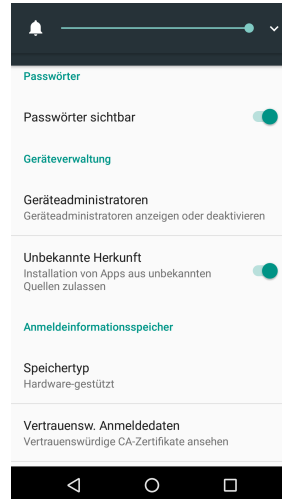 Passwörter
Passwörter sichtbar
Geräteverwaltung
Geräteadministratoren
Geräteadministratoren anzeigen oder deaktivieren
Unbekannte Herkunft
Installation von Apps aus unbekannten
Quellen zulassen
Anmeldeinformationsspeicher
Speichertyp
Hardware-gestützt
Vertrauensw. Anmeldedaten
Vertrauenswürdige CA-Zertifikate ansehen